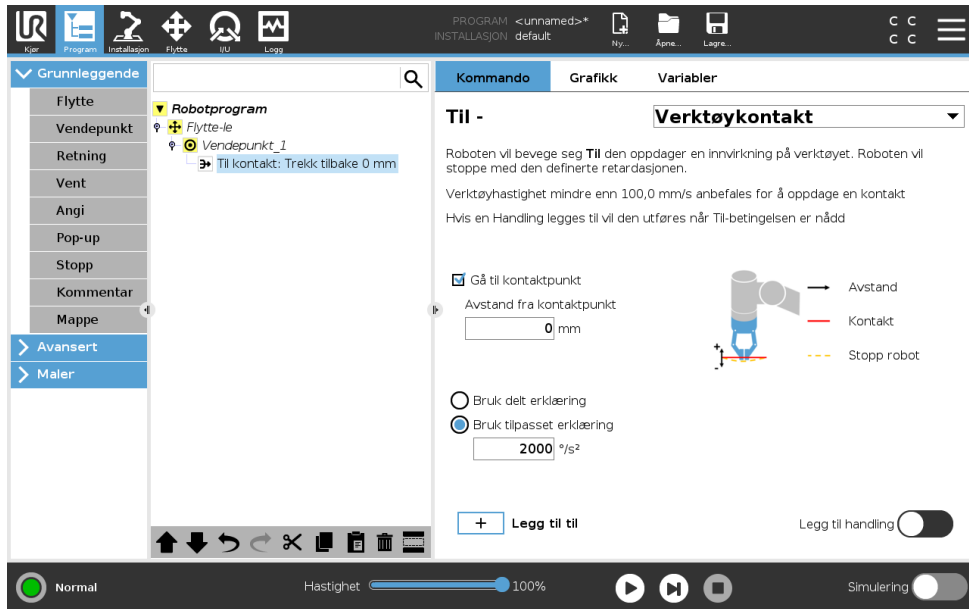 UR
Kjør
Program
Installasjon
Flytte
I/U
Logg
PROGRAM <unnamed>*
INSTALLASJON default
Ny...
Åpne...
Lagre...
C C
C C
Grunnleggende
Flytte
Vendepunkt
Retning
Vent
Angi
Pop-up
Stopp
Kommentar
Mappe
Avansert
Maler
Robotprogram
Flytte-le
Vendepunkt_1
Til kontakt: Trekk tilbake 0 mm
Kommando
Grafikk
Variabler
Til -
Verktøykontakt
Roboten vil bevege seg Til den oppdager en innvirkning på verktøyet. Roboten vil
stoppe med den definerte retardasjonen.
Verktøyhastighet mindre enn 100,0 mm/s anbefales for å oppdage en kontakt
Hvis en Handling legges til vil den utføres når Til-betingelsen er nådd
Gå til kontaktpunkt
Avstand fra kontaktpunkt
0 mm
+
-
Avstand
Kontakt
Stopp robot
Bruk delt erklæring
Bruk tilpasset erklæring
2000 °/s²
+ Legg til til
Legg til handling
Normal
Hastighet
100%
Simulering